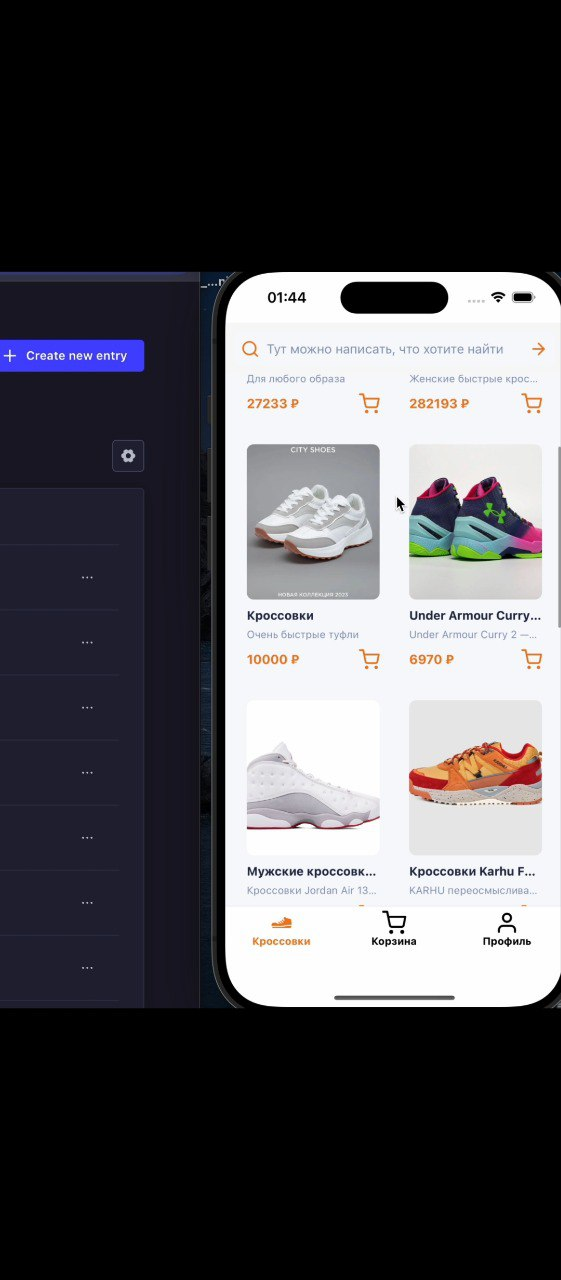 Create new entry
...
...
...
...
...
...
...
01:44
Тут можно написать, что хотите найти
Для любого образа
Женские быстрые крос...
27233 ₽
282193 ₽
CITY SHOES
НОВАЯ КОЛЛЕКЦИЯ 2023
Кроссовки
Under Armour Curry...
Очень быстрые туфли
Under Armour Curry 2 —...
10000 ₽
6970 ₽
Мужские кроссовк...
Кроссовки Karhu F...
Кроссовки Jordan Air 13...
KARHU переосмыслива...
Кроссовки
Корзина
Профиль